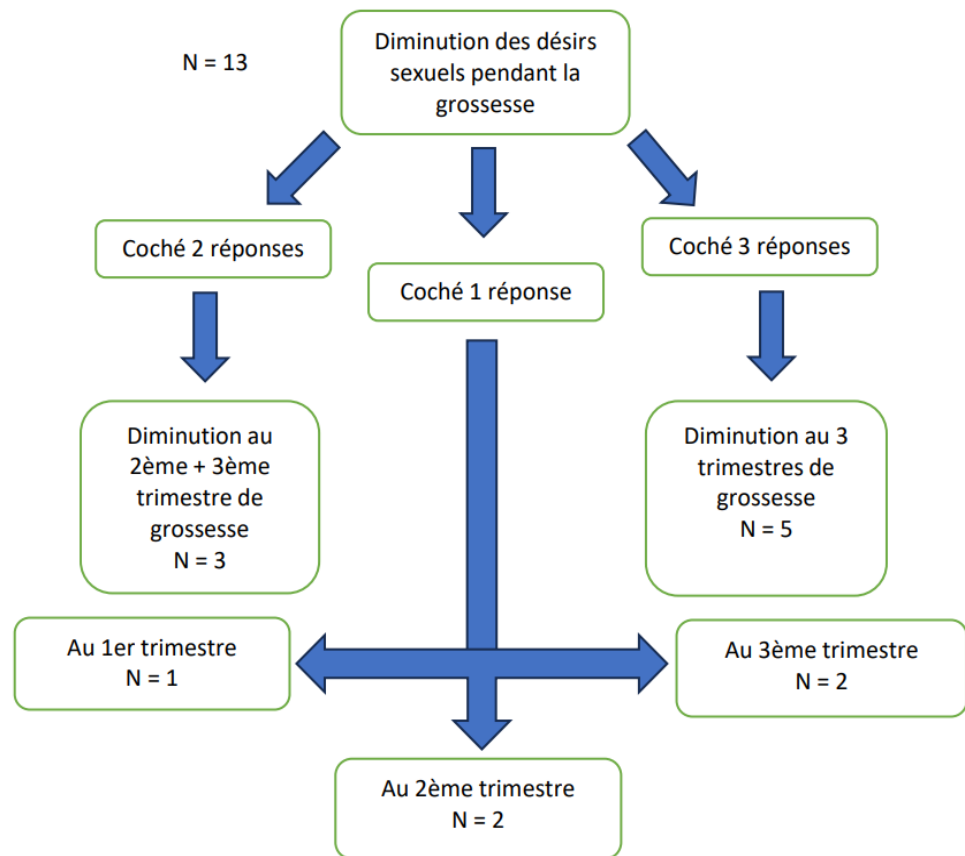 N = 13
Diminution des désirs
sexuels pendant la
grossesse
Coché 2 réponses
Coché 1 réponse
Coché 3 réponses
Diminution au
2ème + 3ème
trimestre de
grossesse
N = 3
Diminution au 3
trimestres de
grossesse
N = 5
Au 1er trimestre
N = 1
Au 3ème trimestre
N = 2
Au 2ème trimestre
N = 2